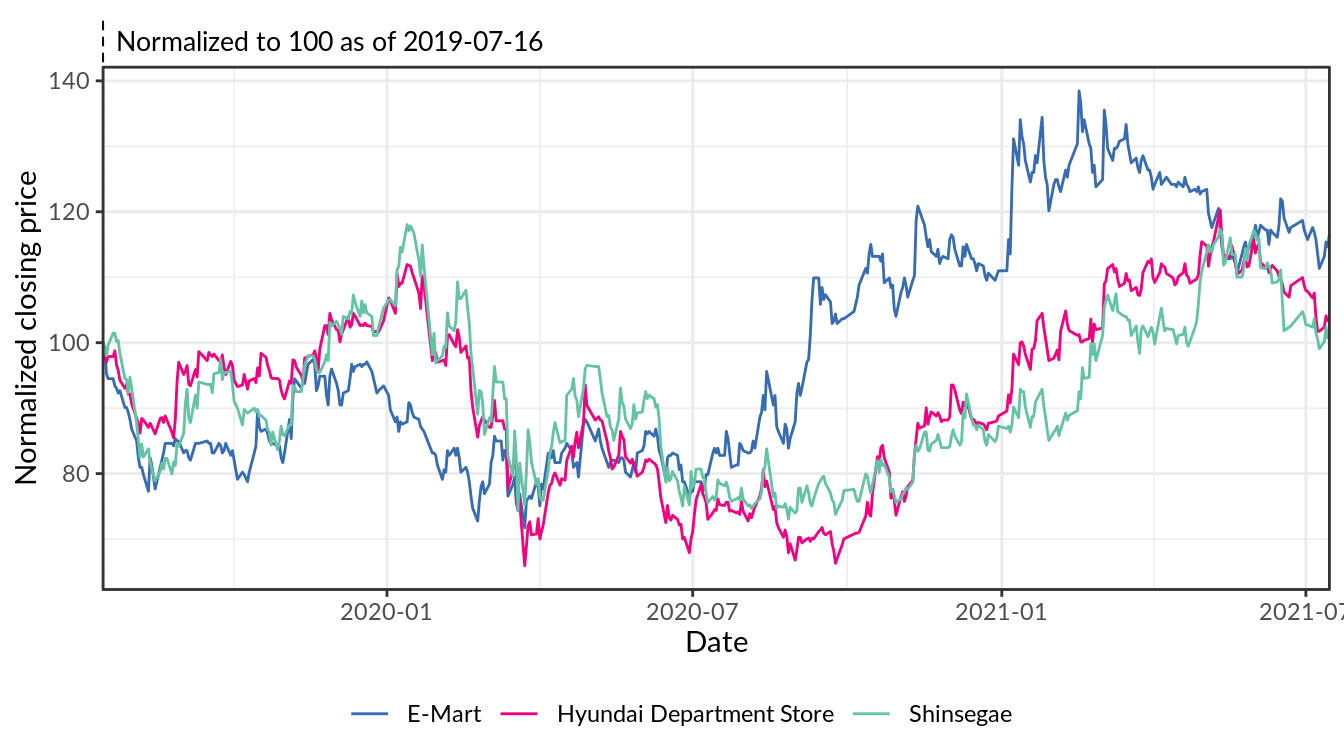 Normalized to 100 as of 2019-07-16
140
120
100
80
Normalized closing price
2020-01
2020-07
2021-01
2021-07
Date
E-Mart
Hyundai Department Store
Shinsegae